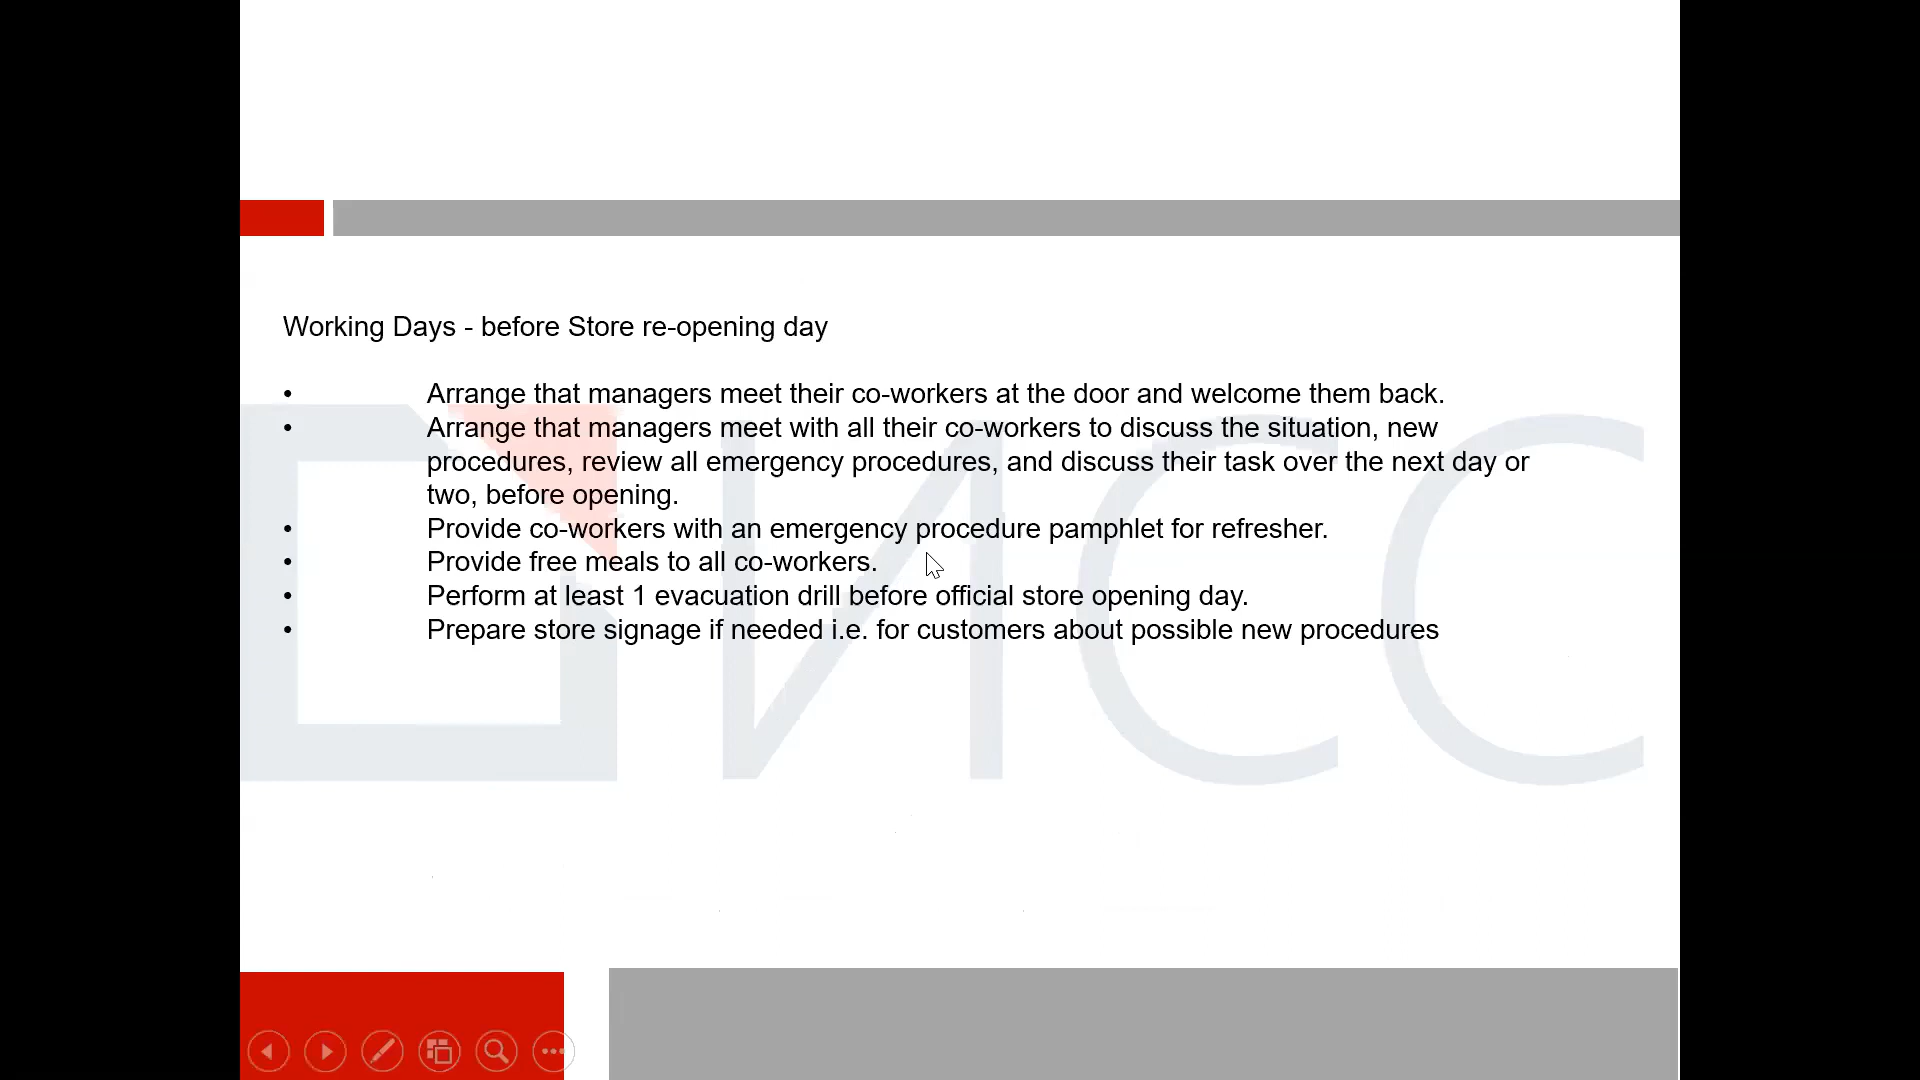 Working Days - before Store re-opening day
• Arrange that managers meet their co-workers at the door and welcome them back.
• Arrange that managers meet with all their co-workers to discuss the situation, new
procedures, review all emergency procedures, and discuss their task over the next day or
two, before opening.
• Provide co-workers with an emergency procedure pamphlet for refresher.
• Provide free meals to all co-workers.
• Perform at least 1 evacuation drill before official store opening day.
• Prepare store signage if needed i.e. for customers about possible new procedures
ИСС